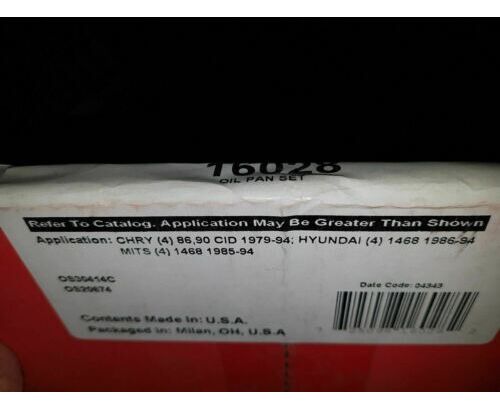 16028
OIL PAN SET
Refer To Catalog. Application May Be Greater Than Shown
Application: CHRY (4) 86,90 CID 1979-94; HYUNDAI (4) 1468 1986-94
MITS (4) 1468 1985-94
OS30414C
OS20674
Date Code: 04343
Contents Made in: U.S.A.
Packaged in: Milan, OH, U.S.A